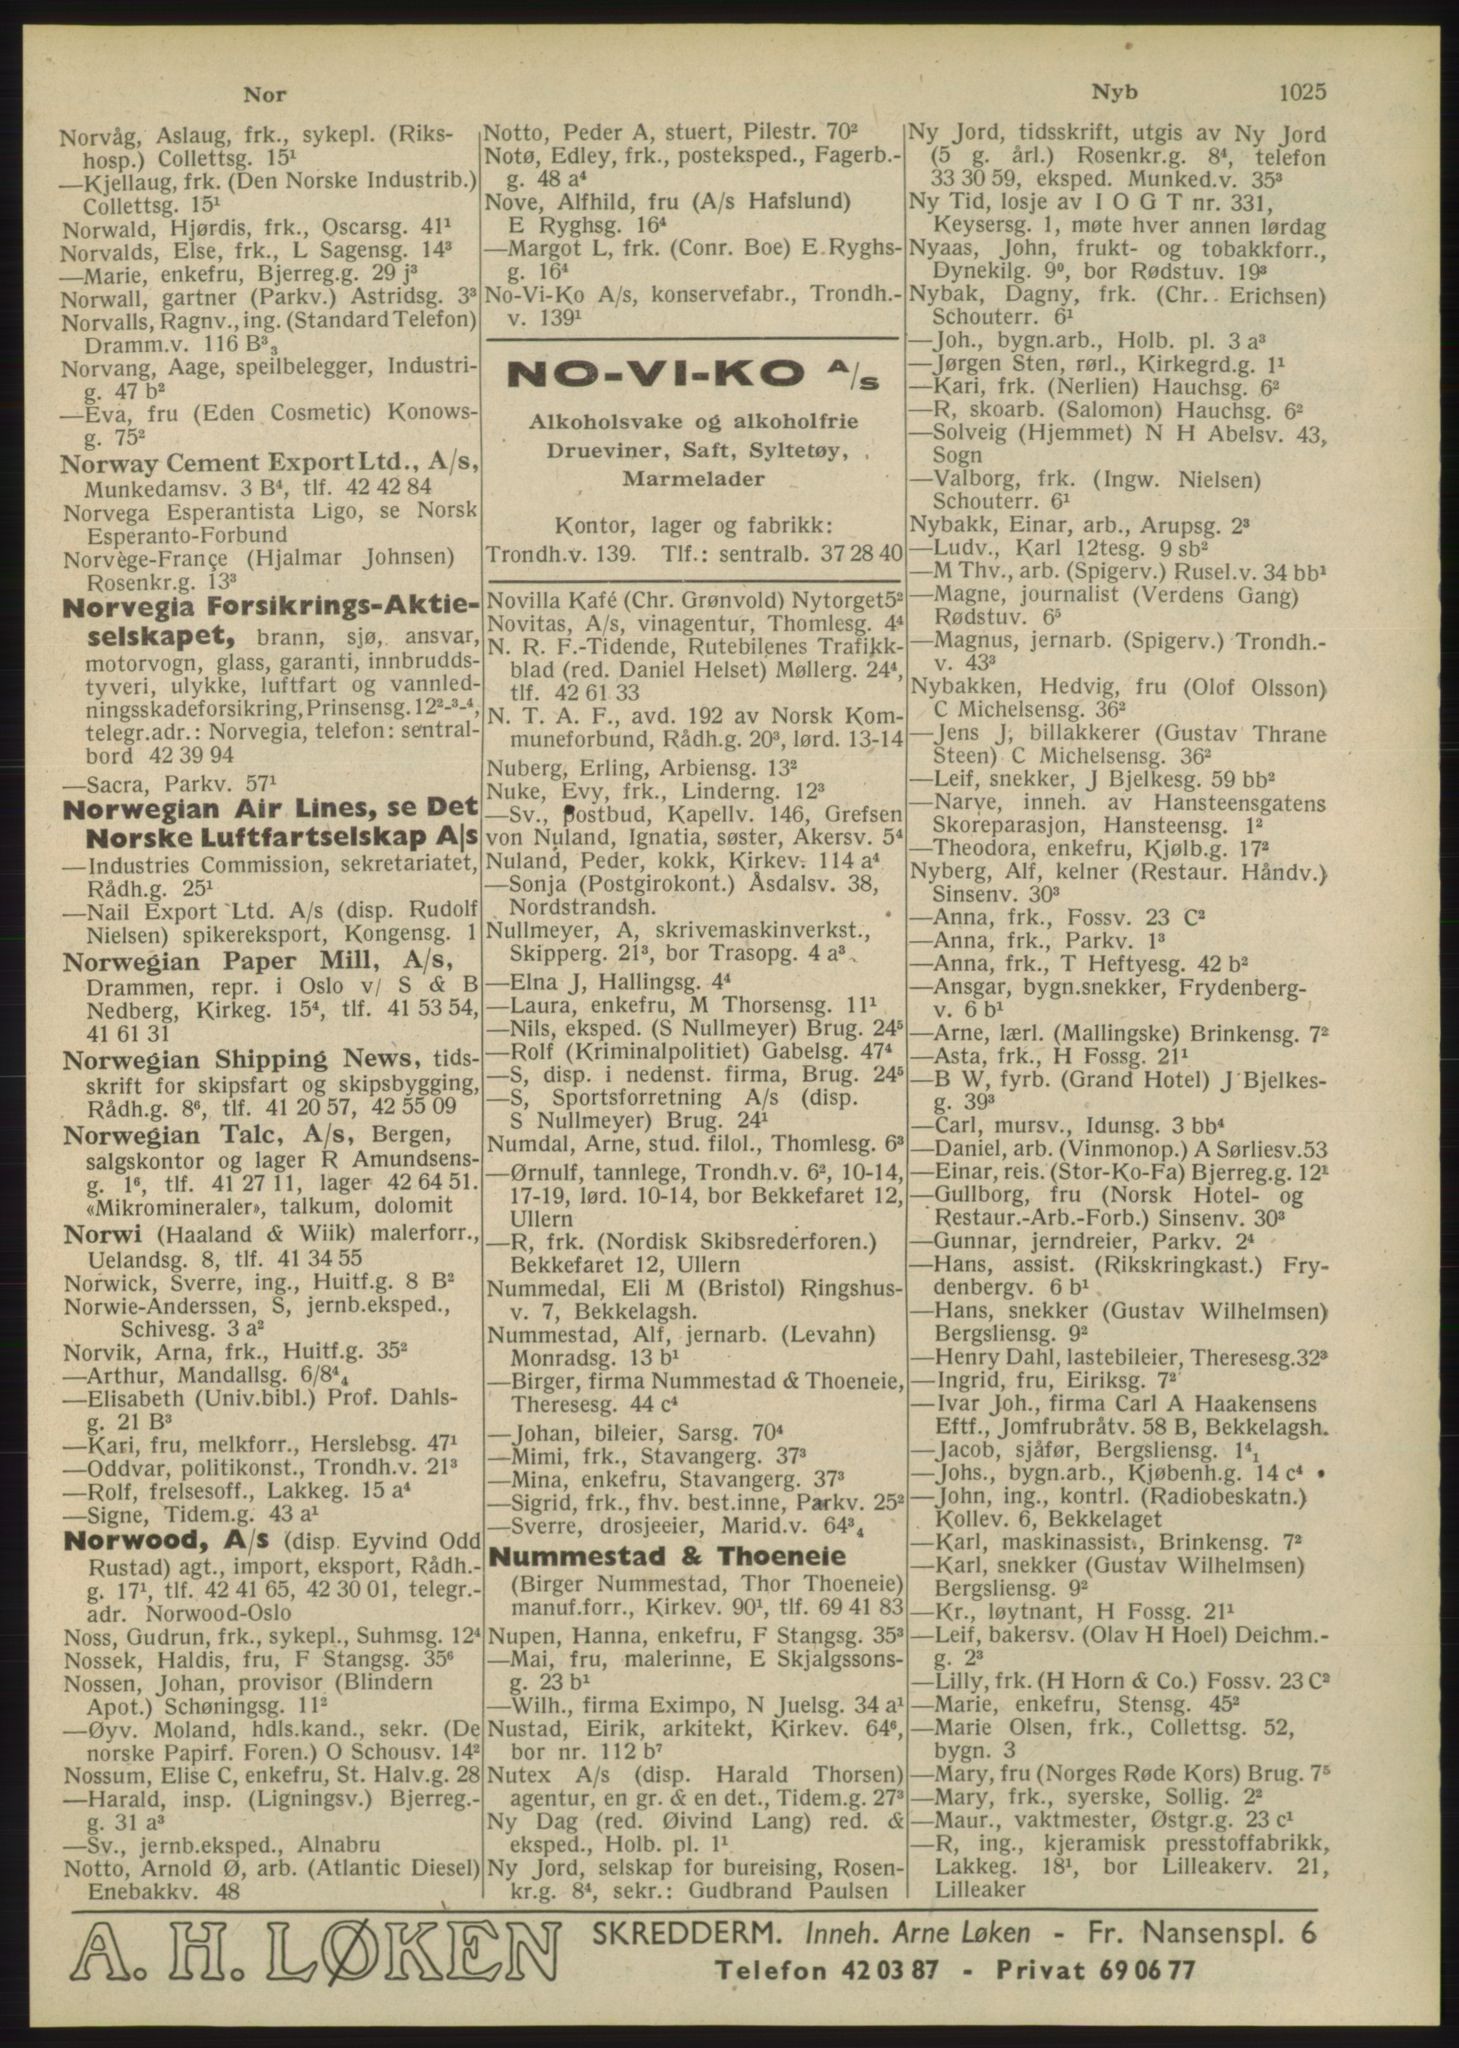 Nor
Nyb
1025
Norvåg, Aslaug, frk., sykepl. (Riks-
hosp.) Collettsg. 15¹
—Kjellaug, frk. (Den Norske Industrib.)
Collettsg. 15¹
Norwald, Hjørdis, frk., Oscarsg. 41¹
Norvalds, Else, frk., L Sagensg. 14³
—Marie, enkefru, Bjerreg.g. 29 j³
Norwall, gartner (Parkv.) Astridsg. 3³
Norvalls, Ragnv., ing. (Standard Telefon)
Dramm.v. 116 B³₃
Norvang, Aage, speilbelegger, Industri-
g. 47 b²
—Eva, fru (Eden Cosmetic) Konows-
g. 75²
Norway Cement Export Ltd., A/s,
Munkedamsv. 3 B⁴, tlf. 42 42 84
Norvega Esperantista Ligo, se Norsk
Esperanto-Forbund
Norvège-France (Hjalmar Johnsen)
Rosenkr.g. 13³
Norvegia Forsikrings-Aktie-
selskapet, brann, sjø, ansvar,
motorvogn, glass, garanti, innbrudds-
tyveri, ulykke, luftfart og vannled-
ningsskadeforsikring, Prinsensg. 12²-³-⁴,
telegr.adr.: Norvegia, telefon: sentral-
bord 42 39 94
—Sacra, Parkv. 57¹
Norwegian Air Lines, se Det
Norske Luftfartselskap A|s
—Industries Commission, sekretariatet,
Rådh.g. 25¹
—Nail Export Ltd. A/s (disp. Rudolf
Nielsen) spikereksport, Kongensg. 1
Norwegian Paper Mill, A/s,
Drammen, repr. i Oslo v/ S & B
Nedberg, Kirkeg. 15⁴, tlf. 41 53 54,
41 61 31
Norwegian Shipping News, tids-
skrift for skipsfart og skipsbygging,
Rådh.g. 8⁶, tlf. 41 20 57, 42 55 09
Norwegian Talc, A/s, Bergen,
salgskontor og lager R Amundsens-
g. 1⁶, tlf. 41 27 11, lager 42 64 51.
«Mikromineraler», talkum, dolomit
Norwi (Haaland & Wiik) malerforr.,
Uelandsg. 8, tlf. 41 34 55
Norwick, Sverre, ing., Huitf.g. 8 B²
Norwie-Anderssen, S, jernb.eksped.,
Schivesg. 3 a²
Norvik, Arna, frk., Huitf.g. 35²
—Arthur, Mandallsg. 6/8⁴₄
—Elisabeth (Univ.bibl.) Prof. Dahls-
g. 21 B³
—Kari, fru, melkforr., Herslebsg. 47¹
—Oddvar, politikonst., Trondh.v. 21³
—Rolf, frelsesoff., Lakkeg. 15 a⁴
—Signe, Tidem.g. 43 a¹
Norwood, A/s (disp. Eyvind Odd
Rustad) agt., import, eksport, Rådh.-
g. 17¹, tlf. 42 41 65, 42 30 01, telegr.-
adr. Norwood-Oslo
Noss, Gudrun, frk., sykepl., Suhmsg. 12⁴
Nossek, Haldis, fru, F Stangsg. 35⁶
Nossen, Johan, provisor (Blindern
Apot.) Schøningsg. 11²
—Øyv. Moland, hdls.kand., sekr. (De
norske Papirf. Foren.) O Schousv. 14²
Nossum, Elise C, enkefru, St. Halv.g. 28
—Harald, insp. (Ligningsv.) Bjerreg.-
g. 31 a³
—Sv., jernb.eksped., Alnabru
Notto, Arnold Ø, arb. (Atlantic Diesel)
Enebakkv. 48
Notto, Peder A, stuert, Pilestr. 70²
Notø, Edley, frk., posteksped., Fagerb.-
g. 48 a⁴
Nove, Alfhild, fru (A/s Hafslund)
E Ryghsg. 16⁴
—Margot L, frk. (Conr. Boe) E Ryghs-
g. 16⁴
No-Vi-Ko A/s, konservefabr., Trondh.-
v. 139¹
NO-VI-KO A/s
Alkoholsvake og alkoholfrie
Drueviner, Saft, Syltetøy,
Marmelader
Kontor, lager og fabrikk:
Trondh.v. 139. Tlf.: sentralb. 37 28 40
Novilla Kafé (Chr. Grønvold) Nytorget 5²
Novitas, A/s, vinagentur, Thomlesg. 4⁴
N. R. F.-Tidende, Rutebilenes Trafikk-
blad (red. Daniel Helset) Møllerg. 24⁴,
tlf. 42 61 33
N. T. A. F., avd. 192 av Norsk Kom-
muneforbund, Rådh.g. 20³, lørd. 13-14
Nuberg, Erling, Arbiensg. 13²
Nuke, Evy, frk., Linderng. 12³
—Sv., postbud, Kapellv. 146, Grefsen
von Nuland, Ignatia, søster, Akersv. 5⁴
Nuland, Peder, kokk, Kirkev. 114 a⁴
—Sonja (Postgirokont.) Åsdalsv. 38,
Nordstrandsh.
Nullmeyer, A, skrivemaskinverkst.,
Skipperg. 21³, bor Trasopg. 4 a³
—Elna J, Hallingsg. 4⁴
—Laura, enkefru, M Thorsensg. 11¹
—Nils, eksped. (S Nullmeyer) Brug. 24⁵
—Rolf (Kriminalpolitiet) Gabelsg. 47⁴
—S, disp. i nedenst. firma, Brug. 24⁵
—S, Sportsforretning A/s (disp.
S Nullmeyer) Brug. 24¹
Numdal, Arne, stud. filol., Thomlesg. 6³
—Ørnulf, tannlege, Trondh.v. 6², 10-14,
17-19, lørd. 10-14, bor Bekkefaret 12,
Ullern
—R, frk. (Nordisk Skibsrederforen.)
Bekkefaret 12, Ullern
Nummedal, Eli M (Bristol) Ringshus-
v. 7, Bekkelagsh.
Nummestad, Alf, jernarb. (Levahn)
Monradsg. 13 b¹
—Birger, firma Nummestad & Thoeneie,
Theresesg. 44 c⁴
—Johan, bileier, Sarsg. 70⁴
—Mimi, frk., Stavangerg. 37³
—Mina, enkefru, Stavangerg. 37³
—Sigrid, frk., fhv. best.inne, Parkv. 25²
—Sverre, drosjeeier, Marid.v. 64³₄
Nummestad & Thoeneie
(Birger Nummestad, Thor Thoeneie)
manuf.forr., Kirkev. 90¹, tlf. 69 41 83
Nupen, Hanna, enkefru, F Stangsg. 35³
—Mai, fru, malerinne, E Skjalgssons-
g. 23 b¹
—Wilh., firma Eximpo, N Juelsg. 34 a¹
Nustad, Eirik, arkitekt, Kirkev. 64⁶,
bor nr. 112 b⁷
Nutex A/s (disp. Harald Thorsen)
agentur, en gr. & en det., Tidem.g. 27³
Ny Dag (red. Øivind Lang) red. &
eksped., Holb. pl. 1¹
Ny Jord, selskap for bureising, Rosen-
kr.g. 8⁴, sekr.: Gudbrand Paulsen
Ny Jord, tidsskrift, utgis av Ny Jord
(5 g. årl.) Rosenkr.g. 8⁴, telefon
33 30 59, eksped. Munked.v. 35³
Ny Tid, losje av I O G T nr. 331,
Keysersg. 1, møte hver annen lørdag
Nyaas, John, frukt- og tobakkforr.,
Dynekilg. 9⁰, bor Rødstuv. 19³
Nybak, Dagny, frk. (Chr. Erichsen)
Schouterr. 6¹
—Joh., bygn.arb., Holb. pl. 3 a³
—Jørgen Sten, rørl., Kirkegrd.g. 1¹
—Kari, frk. (Nerlien) Hauchsg. 6²
—R, skoarb. (Salomon) Hauchsg. 6²
—Solveig (Hjemmet) N H Abelsv. 43,
Sogn
—Valborg, frk. (Ingw. Nielsen)
Schouterr. 6¹
Nybakk, Einar, arb., Arupsg. 2³
—Ludv., Karl 12tesg. 9 sb²
—M Thv., arb. (Spigerv.) Rusel.v. 34 bb¹
—Magne, journalist (Verdens Gang)
Rødstuv. 6⁵
—Magnus, jernarb. (Spigerv.) Trondh.-
v. 43³
Nybakken, Hedvig, fru (Olof Olsson)
C Michelsensg. 36²
—Jens J, billakkerer (Gustav Thrane
Steen) C Michelsensg. 36²
—Leif, snekker, J Bjelkesg. 59 bb²
—Narve, inneh. av Hansteensgatens
Skoreparasjon, Hansteensg. 1²
—Theodora, enkefru, Kjølb.g. 17²
Nyberg, Alf, kelner (Restaur. Håndv.)
Sinsenv. 30³
—Anna, frk., Fossv. 23 C²
—Anna, frk., Parkv. 1³
—Anna, frk., T Heftyesg. 42 b²
—Ansgar, bygn.snekker, Frydenberg-
v. 6 b¹
—Arne, lærl. (Mallingske) Brinkensg. 7²
—Asta, frk., H Fossg. 21¹
—B W, fyrb. (Grand Hotel) J Bjelkes-
g. 39³
—Carl, mursv., Idunsg. 3 bb⁴
—Daniel, arb. (Vinmonop.) A Sørliesv. 53
—Einar, reis. (Stor-Ko-Fa) Bjerreg.g. 12¹
—Gullborg, fru (Norsk Hotel- og
Restaur.-Arb.-Forb.) Sinsenv. 30³
—Gunnar, jerndreier, Parkv. 2⁴
—Hans, assist. (Rikskringkast.) Fry-
denbergv. 6 b¹
—Hans, snekker (Gustav Wilhelmsen)
Bergsliensg. 9²
—Henry Dahl, lastebileier, Theresesg. 32³
—Ingrid, fru, Eiriksg. 7²
—Ivar Joh., firma Carl A Haakensens
Eftf., Jomfrubråtv. 58 B, Bekkelagsh.
—Jacob, sjåfør, Bergsliensg. 1⁴₁
—Johs., bygn.arb., Kjøbenh.g. 14 c⁴
—John, ing., kontrl. (Radiobeskatn.)
Kollev. 6, Bekkelaget
—Karl, maskinassist., Brinkensg. 7²
—Karl, snekker (Gustav Wilhelmsen)
Bergsliensg. 9²
—Kr., løytnant, H Fossg. 21¹
—Leif, bakersv. (Olav H Hoel) Deichm.-
g. 2³
—Lilly, frk. (H Horn & Co.) Fossv. 23 C²
—Marie, enkefru, Stensg. 45²
—Marie Olsen, frk., Collettsg. 52,
bygn. 3
—Mary, fru (Norges Røde Kors) Brug. 7⁵
—Mary, frk., syerske, Sollig. 2²
—Maur., vaktmester, Østgr.g. 23 c¹
—R, ing., kjeramisk presstoffabrikk,
Lakkeg. 18¹, bor Lilleakerv. 21,
Lilleaker
A. H. LØKEN
SKREDDERM. Inneh. Arne Løken - Fr. Nansenspl. 6
Telefon 42 03 87 - Privat 69 06 77